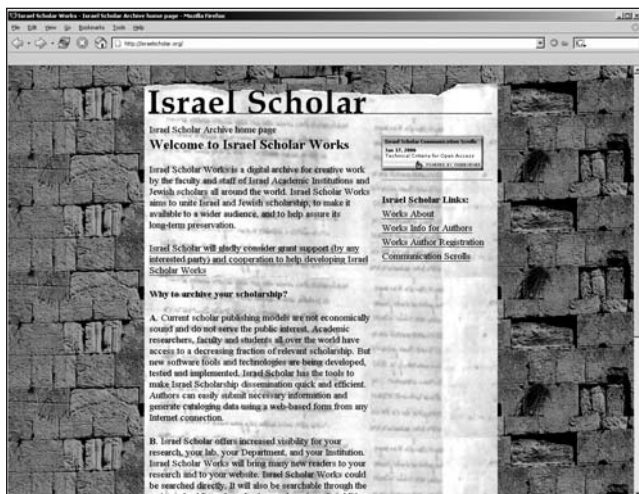 Israel Scholar Works - Israel Scholar Archive home page - Mozilla Firefox
File Edit View Go Bookmarks Tools Help
http://israelscholar.org/
Israel Scholar
Israel Scholar Archive home page
Welcome to Israel Scholar Works
Israel Scholar Works is a digital archive for creative work
by the faculty and staff of Israel Academic Institutions and
Jewish scholars all around the world. Israel Scholar Works
aims to unite Israel and Jewish scholarship, to make it
available to a wider audience, and to help assure its
long-term preservation.
Israel Scholar will gladly consider grant support (by any
interested party) and cooperation to help developing Israel
Scholar Works
Why to archive your scholarship?
A. Current scholar publishing models are not economically
sound and do not serve the public interest. Academic
researchers, faculty and students all over the world have
access to a decreasing fraction of relevant scholarship. But
new software tools and technologies are being developed,
tested and implemented. Israel Scholar has the tools to
make Israel Scholarship dissemination quick and efficient.
Authors can easily submit necessary information and
generate cataloging data using a web-based form from any
Internet connection.
B. Israel Scholar offers increased visibility for your
research, your lab, your Department, and your Institution.
Israel Scholar Works will bring many new readers to your
research and to your website. Israel Scholar Works could
be searched directly. It will also be searchable through the
Israel Scholar Communication Scrolls
Jan 17, 2006
Technical Criteria for Open Access
POWERED BY FEEDBURNER
Israel Scholar Links:
Works About
Works Info for Authors
Works Author Registration
Communication Scrolls